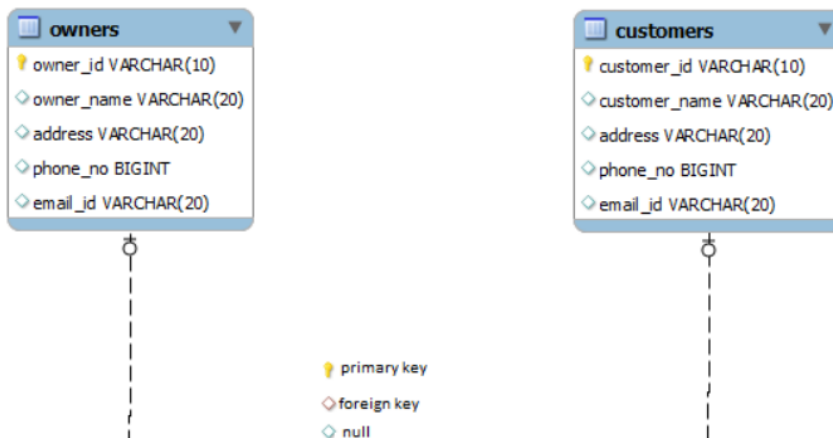 owners
owner_id VARCHAR(10)
owner_name VARCHAR(20)
address VARCHAR(20)
phone_no BIGINT
email_id VARCHAR(20)
customers
customer_id VARCHAR(10)
customer_name VARCHAR(20)
address VARCHAR(20)
phone_no BIGINT
email_id VARCHAR(20)
primary key
foreign key
null